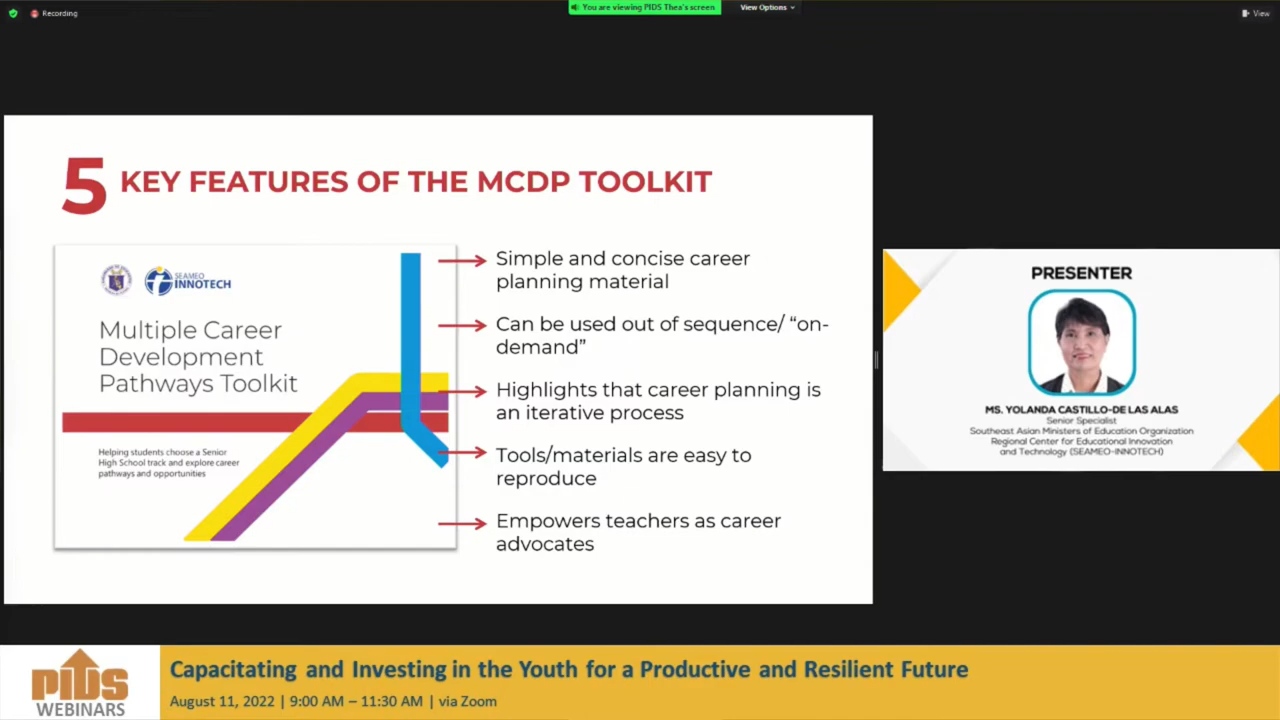 Recording
You are viewing PIDS Thea's screen
View Options
View
5 KEY FEATURES OF THE MCDP TOOLKIT
SEAMEO
INNOTECH
Multiple Career
Development
Pathways Toolkit
Helping students choose a Senior
High School track and explore career
pathways and opportunities
Simple and concise career
planning material
Can be used out of sequence/ “on-
demand”
Highlights that career planning is
an iterative process
Tools/materials are easy to
reproduce
Empowers teachers as career
advocates
PRESENTER
MS. YOLANDA CASTILLO-DE LAS ALAS
Senior Specialist
Southeast Asian Ministers of Education Organization
Regional Center for Educational Innovation
and Technology (SEAMEO-INNOTECH)
PIDS
WEBINARS
Capacitating and Investing in the Youth for a Productive and Resilient Future
August 11, 2022 | 9:00 AM – 11:30 AM | via Zoom